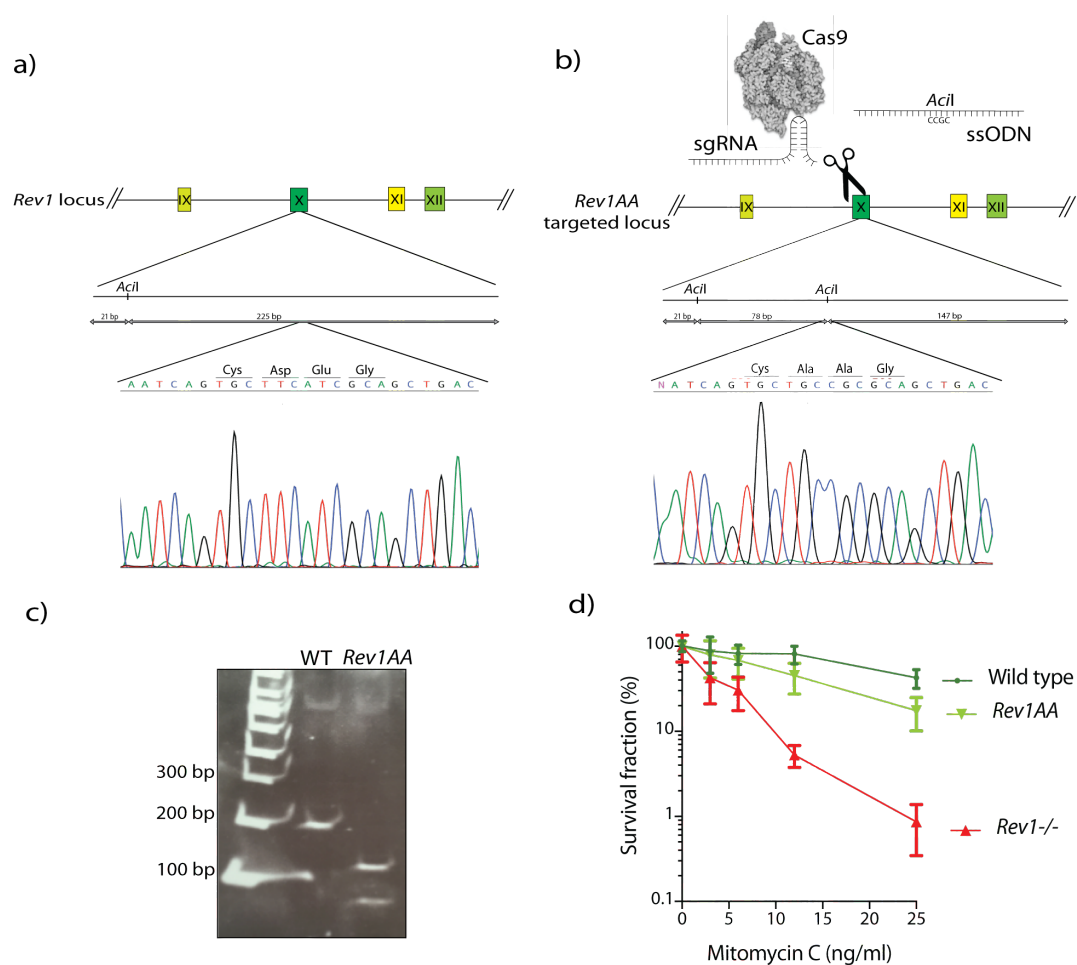 a)
Rev1 locus
IX
X
XI
XII
AciI
21 bp
225 bp
Cys Asp Glu Gly
A A T C A G T G C T T C A T C G C A G C T G A C
b)
Cas9
sgRNA
AciI
CCGC
ssODN
Rev1AA
targeted locus
IX
X
XI
XII
AciI
AciI
21 bp
78 bp
147 bp
Cys Ala Ala Gly
N A T C A G T G C T G C C G C G C A G C T G A C
c)
WT Rev1AA
300 bp
200 bp
100 bp
d)
Survival fraction (%)
100
10
1
0.1
0 5 10 15 20 25
Mitomycin C (ng/ml)
Wild type
Rev1AA
Rev1-/-